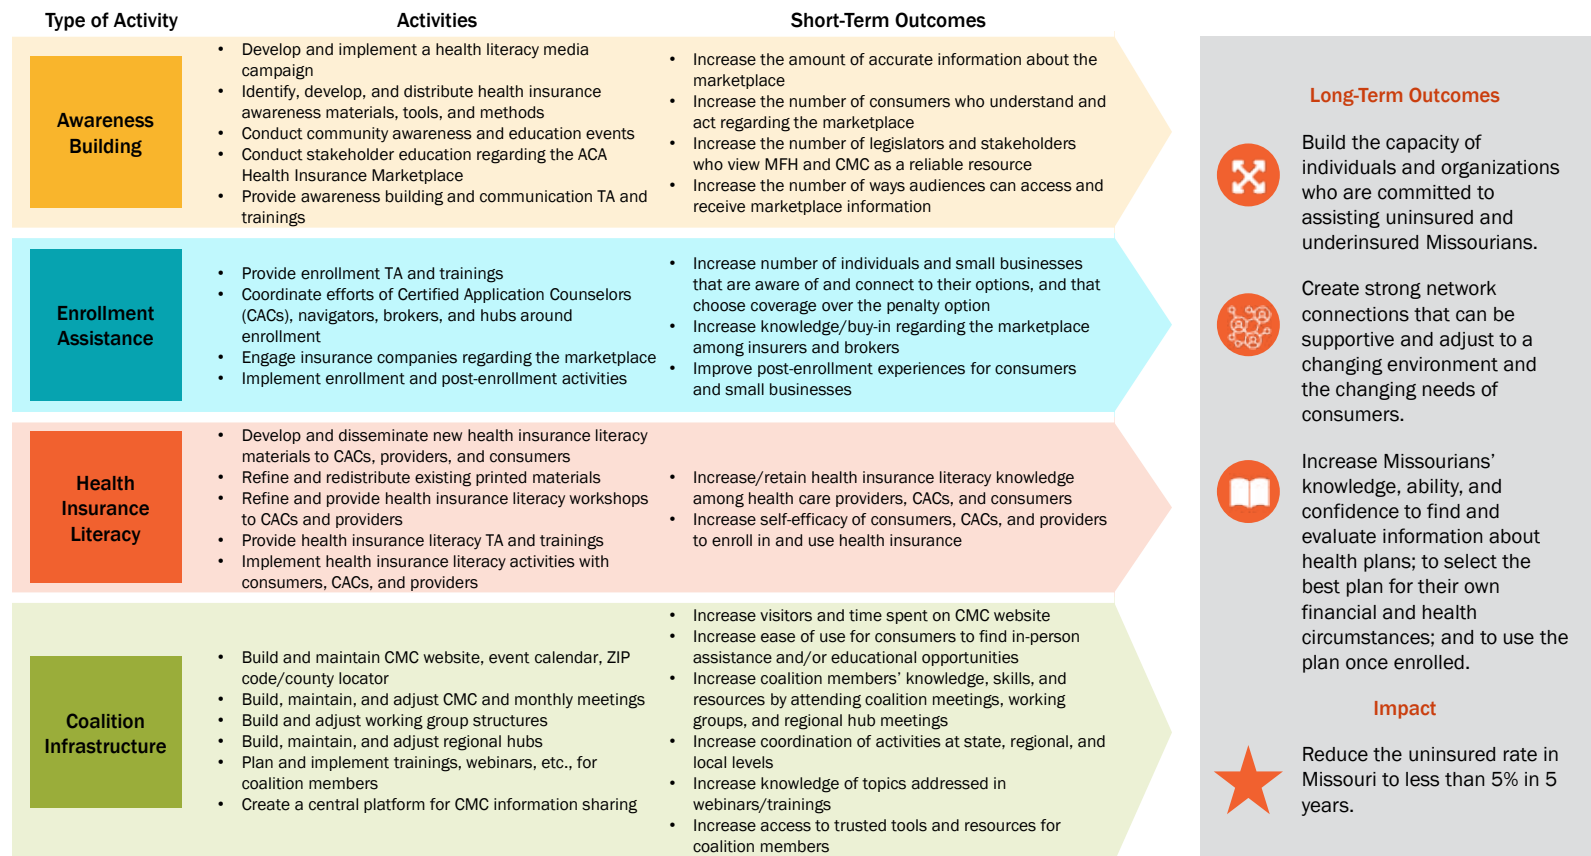 Type of Activity
Activities
Short-Term Outcomes
Awareness
Building
• Develop and implement a health literacy media
campaign
• Identify, develop, and distribute health insurance
awareness materials, tools, and methods
• Conduct community awareness and education events
• Conduct stakeholder education regarding the ACA
Health Insurance Marketplace
• Provide awareness building and communication TA and
trainings
• Increase the amount of accurate information about the
marketplace
• Increase the number of consumers who understand and
act regarding the marketplace
• Increase the number of legislators and stakeholders
who view MFH and CMC as a reliable resource
• Increase the number of ways audiences can access and
receive marketplace information
Enrollment
Assistance
• Provide enrollment TA and trainings
• Coordinate efforts of Certified Application Counselors
(CACs), navigators, brokers, and hubs around
enrollment
• Engage insurance companies regarding the marketplace
• Implement enrollment and post-enrollment activities
• Increase number of individuals and small businesses
that are aware of and connect to their options, and that
choose coverage over the penalty option
• Increase knowledge/buy-in regarding the marketplace
among insurers and brokers
• Improve post-enrollment experiences for consumers
and small businesses
Health
Insurance
Literacy
• Develop and disseminate new health insurance literacy
materials to CACs, providers, and consumers
• Refine and redistribute existing printed materials
• Refine and provide health insurance literacy workshops
to CACs and providers
• Provide health insurance literacy TA and trainings
• Implement health insurance literacy activities with
consumers, CACs, and providers
• Increase/retain health insurance literacy knowledge
among health care providers, CACs, and consumers
• Increase self-efficacy of consumers, CACs, and providers
to enroll in and use health insurance
Coalition
Infrastructure
• Build and maintain CMC website, event calendar, ZIP
code/county locator
• Build, maintain, and adjust CMC and monthly meetings
• Build and adjust working group structures
• Build, maintain, and adjust regional hubs
• Plan and implement trainings, webinars, etc., for
coalition members
• Create a central platform for CMC information sharing
• Increase visitors and time spent on CMC website
• Increase ease of use for consumers to find in-person
assistance and/or educational opportunities
• Increase coalition members’ knowledge, skills, and
resources by attending coalition meetings, working
groups, and regional hub meetings
• Increase coordination of activities at state, regional, and
local levels
• Increase knowledge of topics addressed in
webinars/trainings
• Increase access to trusted tools and resources for
coalition members
Long-Term Outcomes
Build the capacity of
individuals and organizations
who are committed to
assisting uninsured and
underinsured Missourians.
Create strong network
connections that can be
supportive and adjust to a
changing environment and
the changing needs of
consumers.
Increase Missourians’
knowledge, ability, and
confidence to find and
evaluate information about
health plans; to select the
best plan for their own
financial and health
circumstances; and to use the
plan once enrolled.
Impact
Reduce the uninsured rate in
Missouri to less than 5% in 5
years.